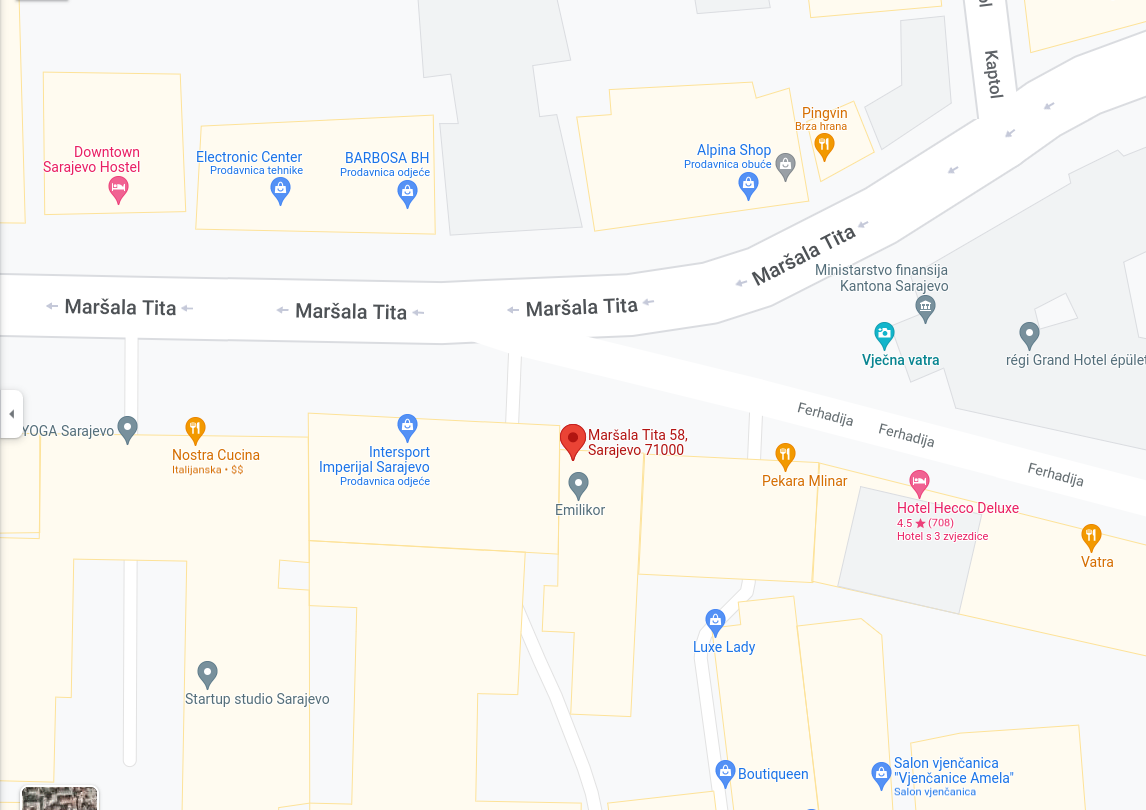 Kaptol
Pingvin
Brza hrana
Alpina Shop
Prodavnica obuće
Downtown
Sarajevo Hostel
Electronic Center
Prodavnica tehnike
BARBOSA BH
Prodavnica odjeće
Maršala Tita
Ministarstvo finansija
Kantona Sarajevo
Maršala Tita
Maršala Tita
Maršala Tita
Vječna vatra
régi Grand Hotel épület
Ferhadija
Ferhadija
Ferhadija
YOGA Sarajevo
Nostra Cucina
Italijanska • $$
Intersport
Imperijal Sarajevo
Prodavnica odjeće
Maršala Tita 58,
Sarajevo 71000
Emilikor
Pekara Mlinar
Hotel Hecco Deluxe
4.5 ★ (708)
Hotel s 3 zvjezdice
Vatra
Luxe Lady
Startup studio Sarajevo
Boutiqueen
Salon vjenčanica
"Vjenčanice Amela"
Salon vjenčanica